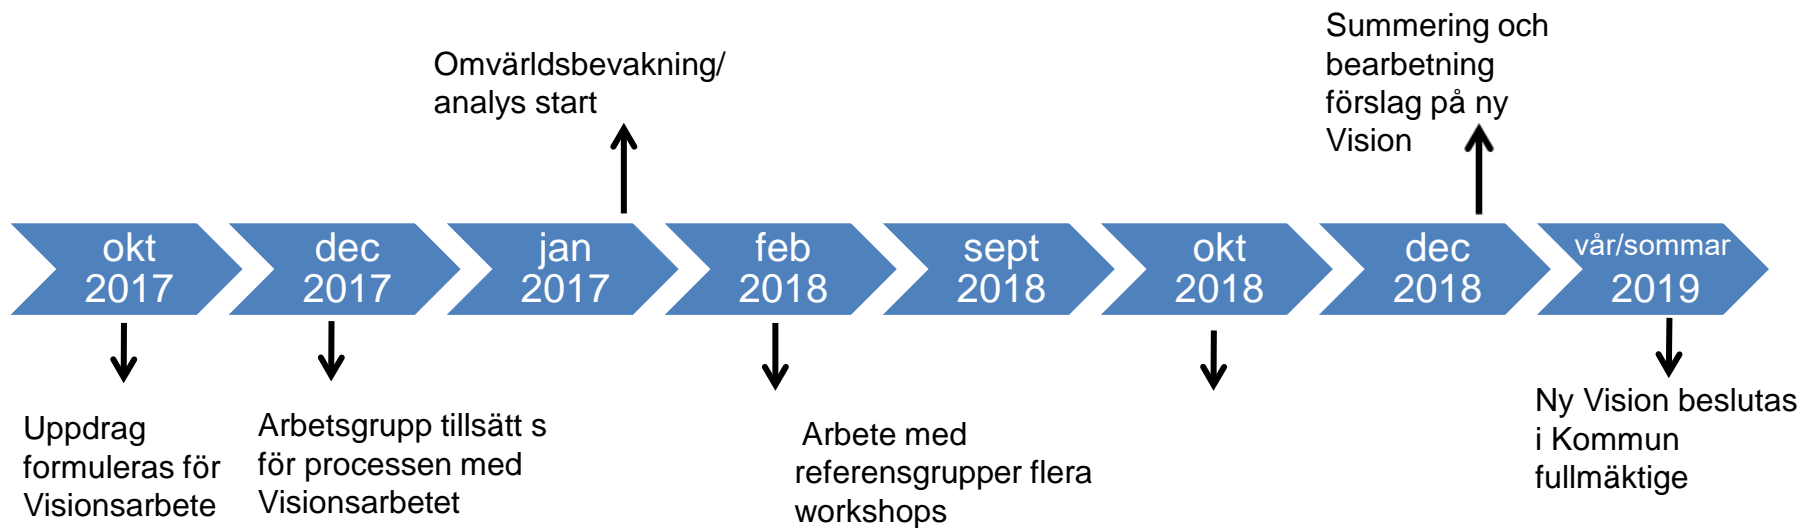 Summering och
bearbetning
förslag på ny
Vision
Omvärldsbevakning/
analys start
okt
2017
dec
2017
jan
2017
feb
2018
sept
2018
okt
2018
dec
2018
vår/sommar
2019
Uppdrag
formuleras för
Visionsarbete
Arbetsgrupp tillsätt s
för processen med
Visionsarbetet
Arbete med
referensgrupper flera
workshops
Ny Vision beslutas
i Kommun
fullmäktige